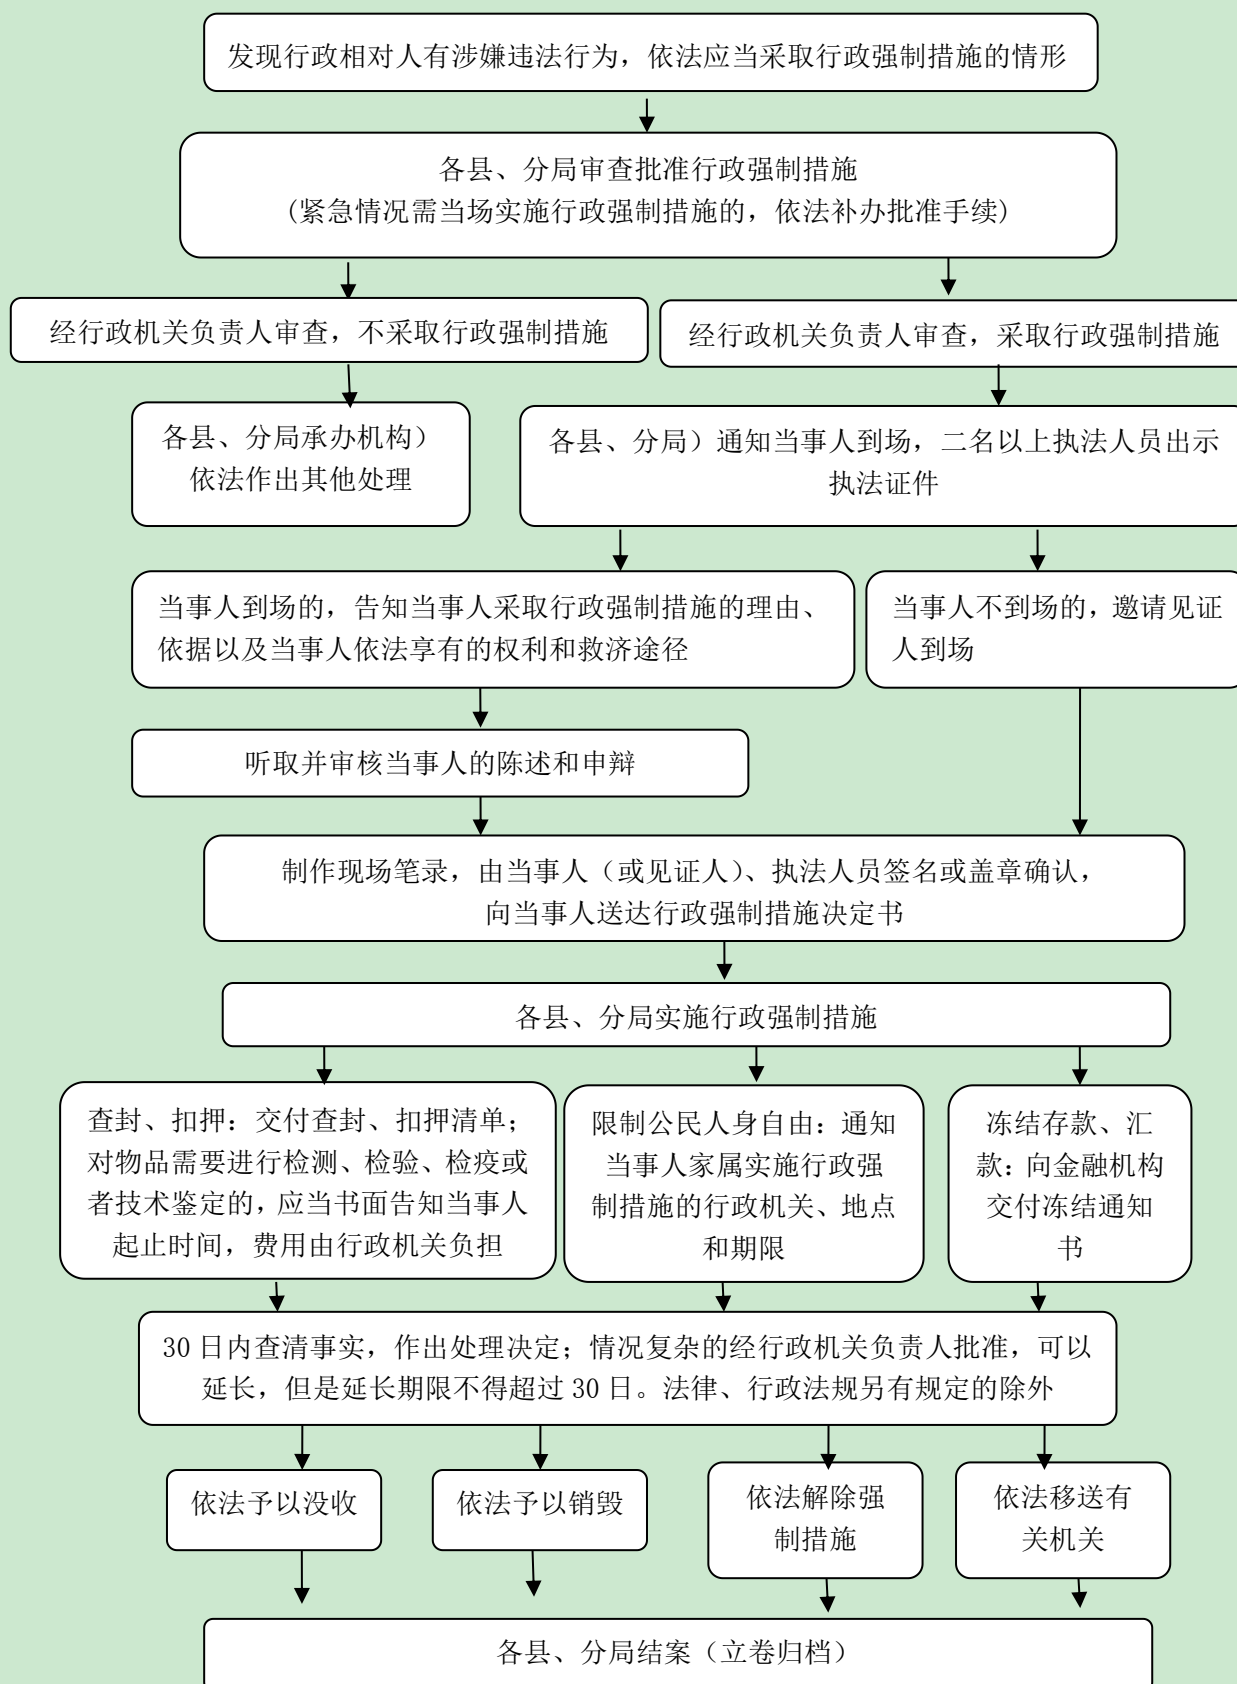 发现行政相对人有涉嫌违法行为，依法应当采取行政强制措施的情形
各县、分局审查批准行政强制措施
(紧急情况需当场实施行政强制措施的，依法补办批准手续)
经行政机关负责人审查，不采取行政强制措施
经行政机关负责人审查，采取行政强制措施
各县、分局承办机构）
依法作出其他处理
各县、分局）通知当事人到场，二名以上执法人员出示
执法证件
当事人到场的，告知当事人采取行政强制措施的理由、
依据以及当事人依法享有的权利和救济途径
当事人不到场的，邀请见证
人到场
听取并审核当事人的陈述和申辩
制作现场笔录，由当事人（或见证人）、执法人员签名或盖章确认，
向当事人送达行政强制措施决定书
各县、分局实施行政强制措施
查封、扣押：交付查封、扣押清单；
对物品需要进行检测、检验、检疫或
者技术鉴定的，应当书面告知当事人
起止时间，费用由行政机关负担
限制公民人身自由：通知
当事人家属实施行政强
制措施的行政机关、地点
和期限
冻结存款、汇
款：向金融机构
交付冻结通知
书
30 日内查清事实，作出处理决定；情况复杂的经行政机关负责人批准，可以
延长，但是延长期限不得超过 30 日。法律、行政法规另有规定的除外
依法予以没收
依法予以销毁
依法解除强
制措施
依法移送有
关机关
各县、分局结案（立卷归档）